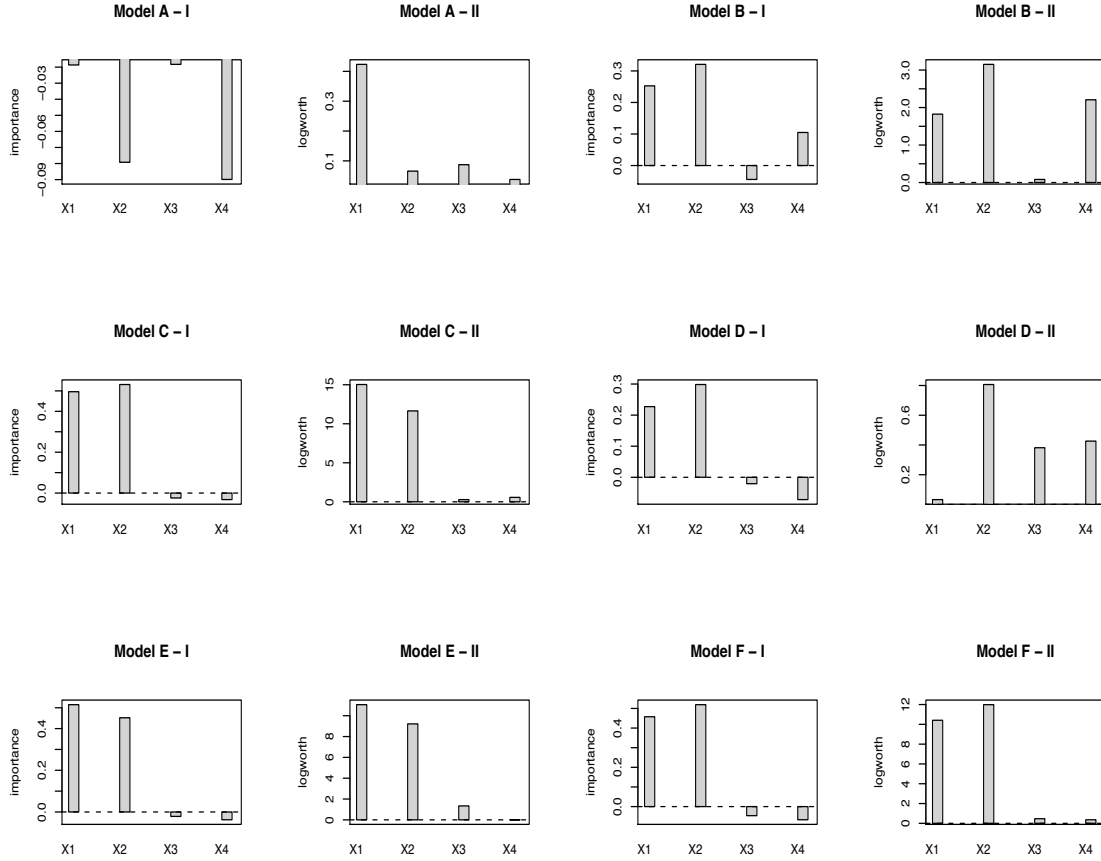 Model A − I
importance
−0.03
−0.06
−0.09
X1 X2 X3 X4
Model A − II
logworth
0.3
0.1
X1 X2 X3 X4
Model B − I
importance
0.3
0.2
0.1
0.0
X1 X2 X3 X4
Model B − II
logworth
3.0
2.0
1.0
0.0
X1 X2 X3 X4
Model C − I
importance
0.4
0.2
0.0
X1 X2 X3 X4
Model C − II
logworth
15
10
5
0
X1 X2 X3 X4
Model D − I
importance
0.3
0.2
0.1
0.0
X1 X2 X3 X4
Model D − II
logworth
0.6
0.2
X1 X2 X3 X4
Model E − I
importance
0.4
0.2
0.0
X1 X2 X3 X4
Model E − II
logworth
8
6
4
2
0
X1 X2 X3 X4
Model F − I
importance
0.4
0.2
0.0
X1 X2 X3 X4
Model F − II
logworth
12
10
8
6
4
2
0
X1 X2 X3 X4